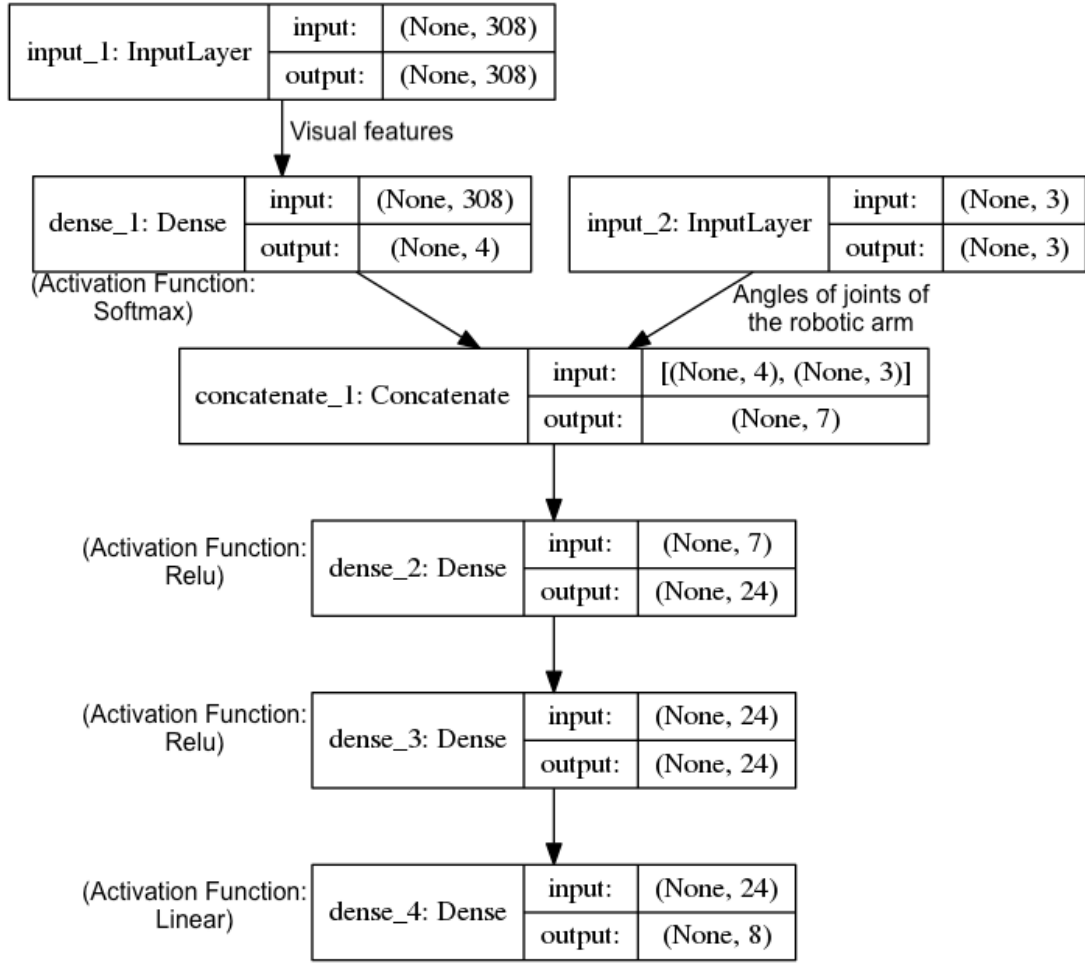 input_1: InputLayer
input: (None, 308)
output: (None, 308)
Visual features
dense_1: Dense
input: (None, 308)
output: (None, 4)
(Activation Function:
Softmax)
input_2: InputLayer
input: (None, 3)
output: (None, 3)
Angles of joints of
the robotic arm
concatenate_1: Concatenate
input: [(None, 4), (None, 3)]
output: (None, 7)
(Activation Function:
Relu)
dense_2: Dense
input: (None, 7)
output: (None, 24)
(Activation Function:
Relu)
dense_3: Dense
input: (None, 24)
output: (None, 24)
(Activation Function:
Linear)
dense_4: Dense
input: (None, 24)
output: (None, 8)